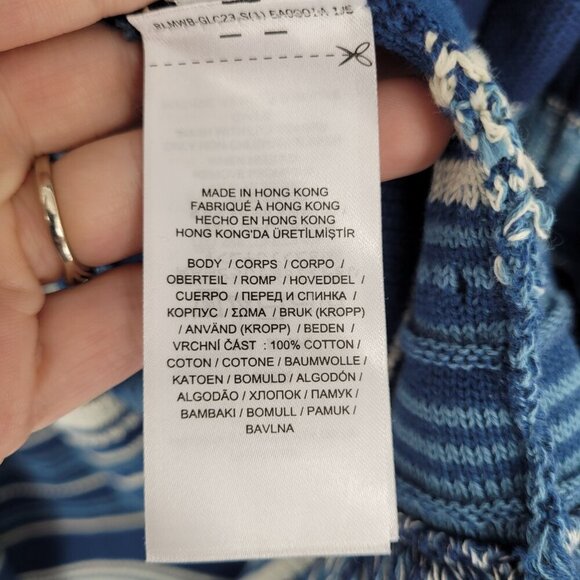 MADE IN HONG KONG
FABRIQUÉ À HONG KONG
HECHO EN HONG KONG
HONG KONG'DA ÜRETİLMİŞTİR
BODY / CORPS / CORPO /
OBERTEIL / ROMP / HOVEDDEL /
CUERPO / ПЕРЕД И СПИНКА /
КОРПУС / ΣΩΜΑ / BRUK (KROPP)
/ ANVÄND (KROPP) / BEDEN /
VRCHNÍ ČÁST : 100% COTTON /
COTON / COTONE / BAUMWOLLE /
KATOEN / BOMULD / ALGODÓN /
ALGODÃO / ХЛОПОК / ПАМУК /
BAMBAKI / BOMULL / PAMUK /
BAVLNA